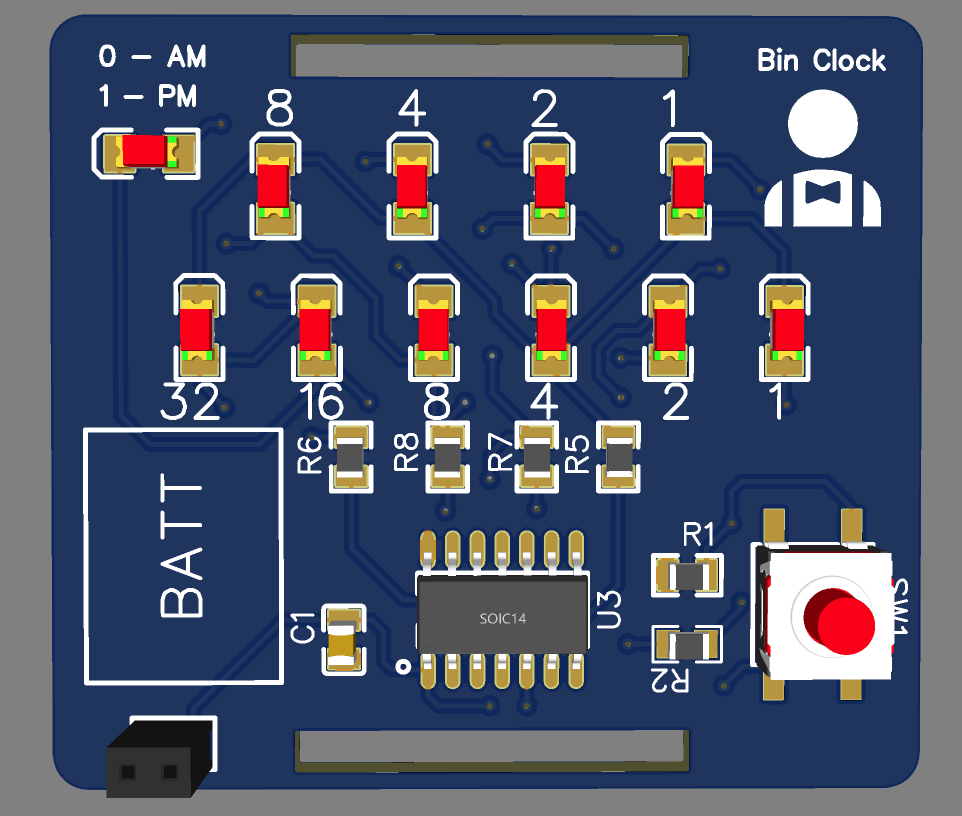 0 - AM
1 - PM
Bin Clock
8 4 2 1
32 16 8 4 2 1
R6 R8 R7 R5
BATT
R1
C1
SOIC14
U3
SW1
R2